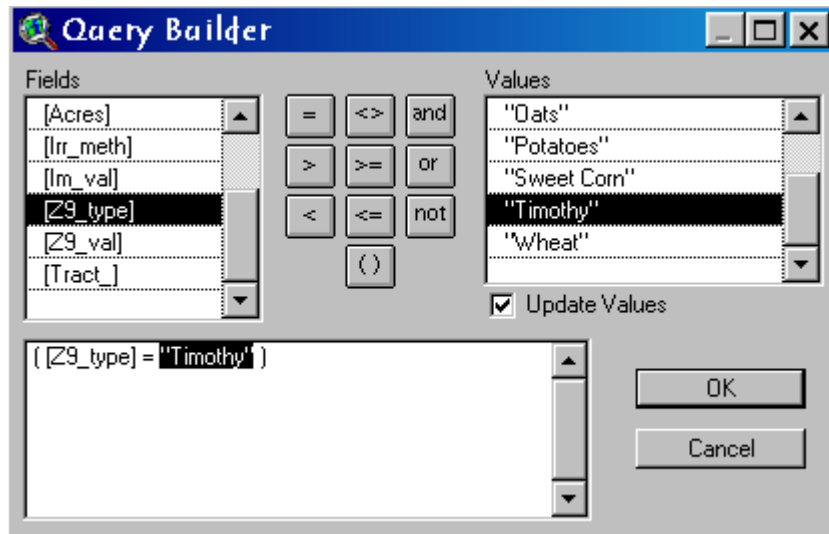 Query Builder
Fields
[Acres]
[Irr_meth]
[Im_val]
[Z9_type]
[Z9_val]
[Tract_]
= <> and
> >= or
< <= not
( )
Values
"Oats"
"Potatoes"
"Sweet Corn"
"Timothy"
"Wheat"
Update Values
( [Z9_type] = "Timothy" )
OK
Cancel